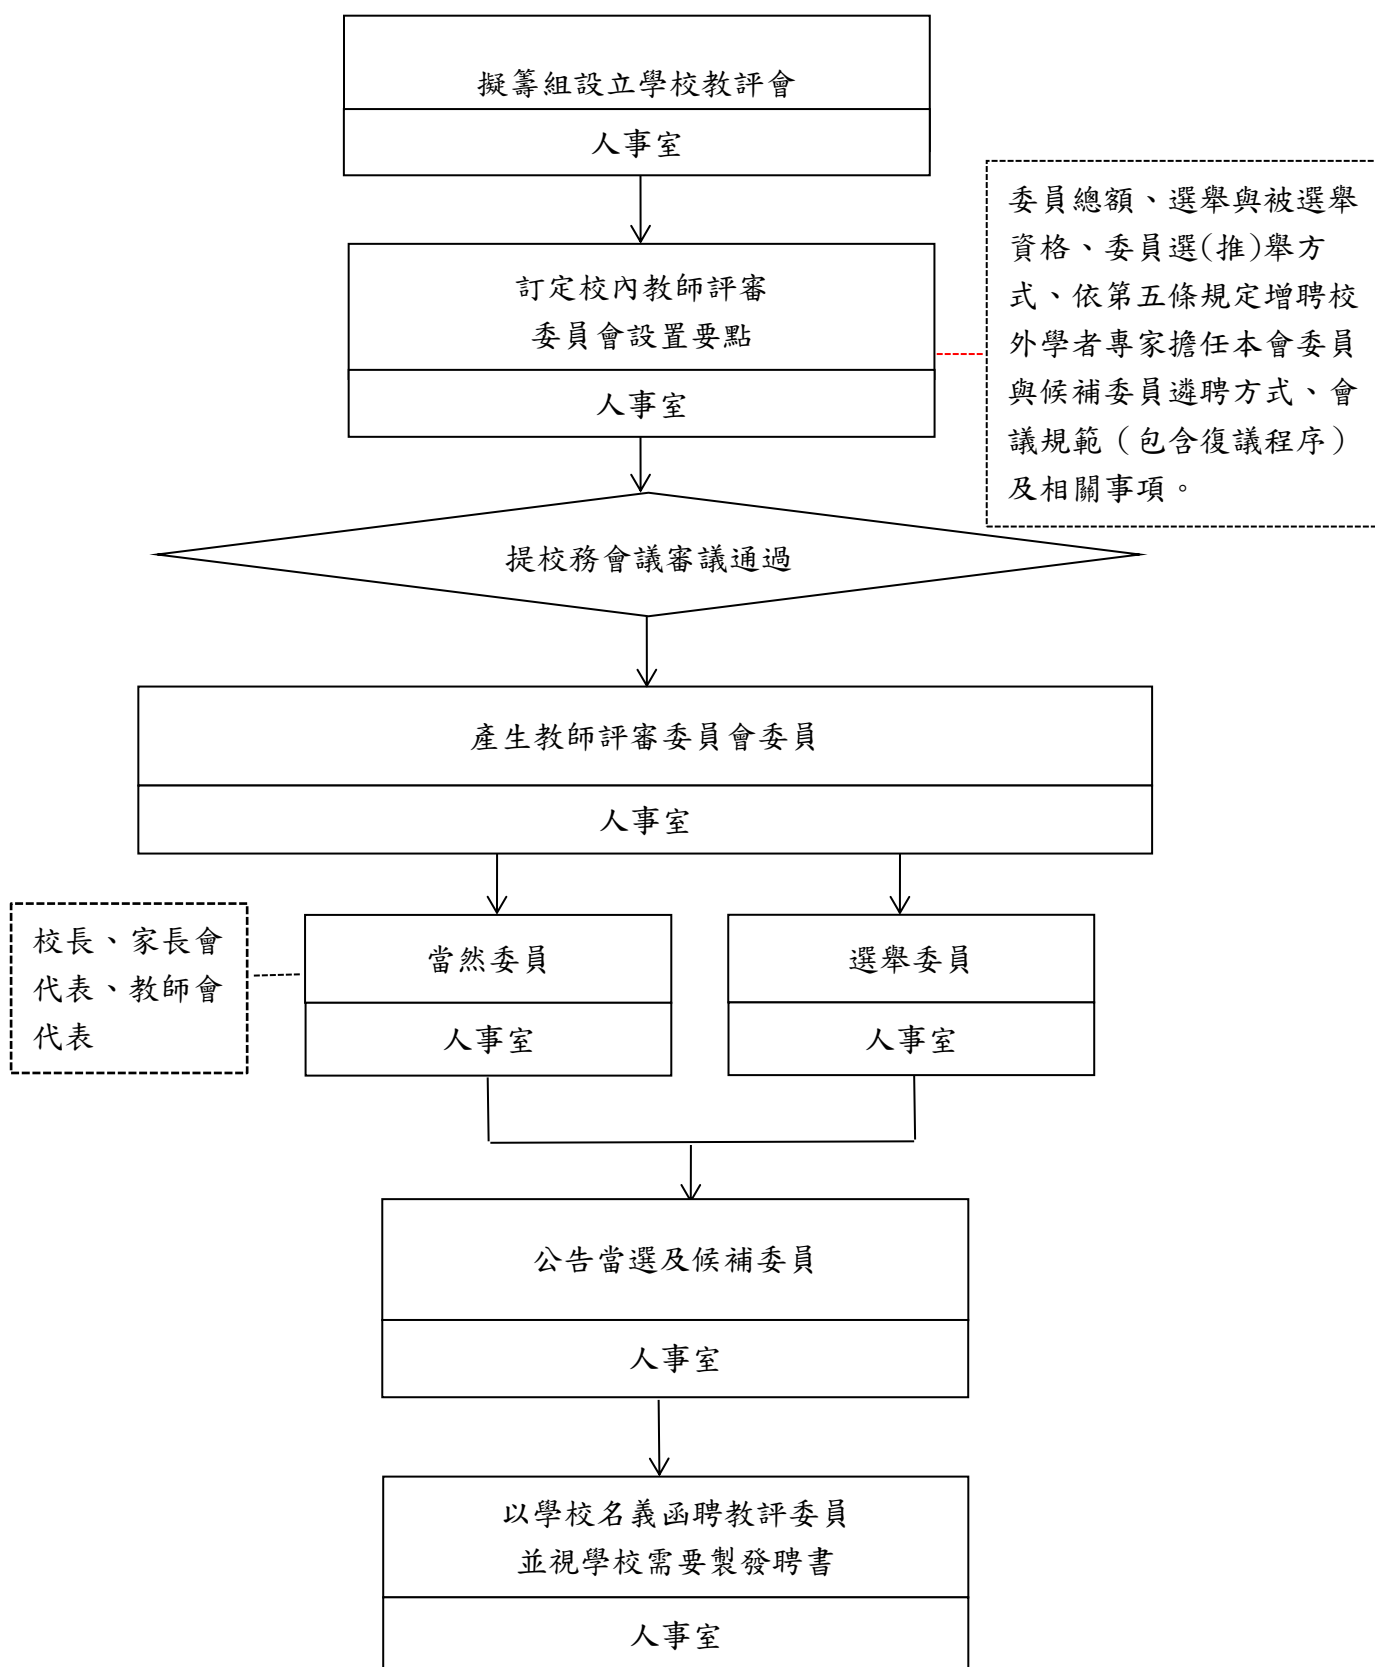 擬籌組設立學校教評會
人事室
訂定校內教師評審
委員會設置要點
人事室
委員總額、選舉與被選舉
資格、委員選(推)舉方
式、依第五條規定增聘校
外學者專家擔任本會委員
與候補委員遴聘方式、會
議規範（包含復議程序）
及相關事項。
提校務會議審議通過
產生教師評審委員會委員
人事室
校長、家長會
代表、教師會
代表
當然委員
人事室
選舉委員
人事室
公告當選及候補委員
人事室
以學校名義函聘教評委員
並視學校需要製發聘書
人事室